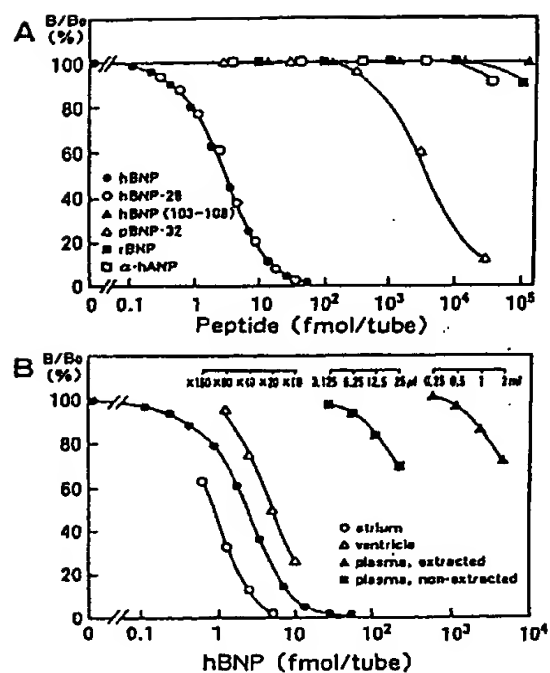 A
B/Bo
(%)
100
80
60
40
20
0
hBNP
hBNP-28
hBNP (103-108)
pBNP-32
rBNP
α-hANP
0 0.1 1 10 10² 10³ 10⁴ 10⁵
Peptide (fmol/tube)
B
B/Bo
(%)
×160 ×80 ×40 ×20 ×10
3.125 6.25 12.5 25 μl
0.25 0.5 1 2 ml
100
80
60
40
20
0
atrium
ventricle
plasma, extracted
plasma, non-extracted
0 0.1 1 10 10² 10³ 10⁴
hBNP (fmol/tube)